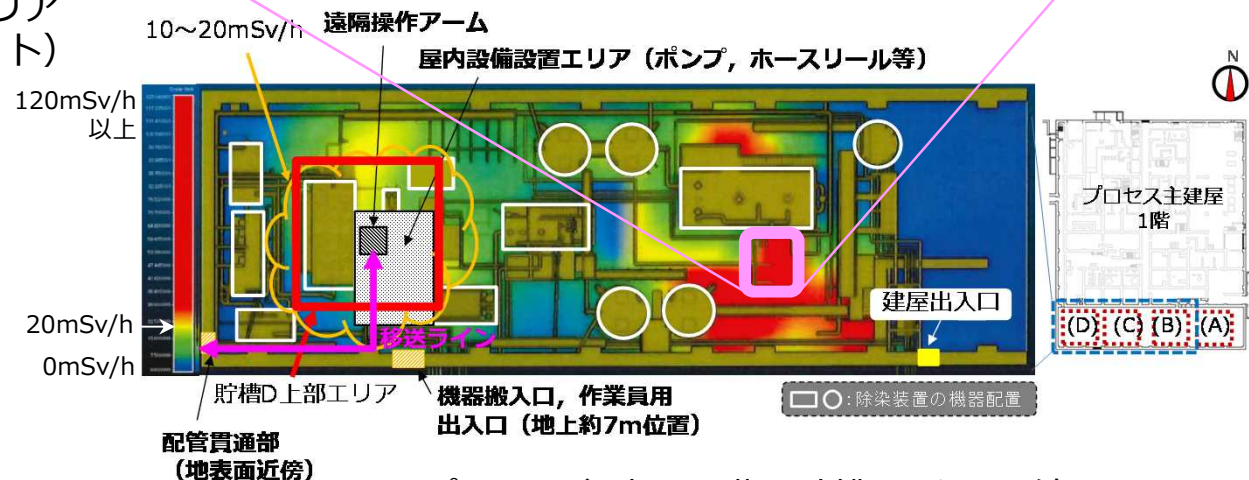 ト)
10～20mSv/h
遠隔操作アーム
屋内設備設置エリア（ポンプ，ホースリール等）
N
120mSv/h
以上
プロセス主建屋
1階
建屋出入口
(D) (C) (B) (A)
20mSv/h
移送ライン
0mSv/h
貯槽D上部エリア
機器搬入口，作業員用
出入口（地上約7m位置）
□○:除染装置の機器配置
配管貫通部
（地表面近傍）